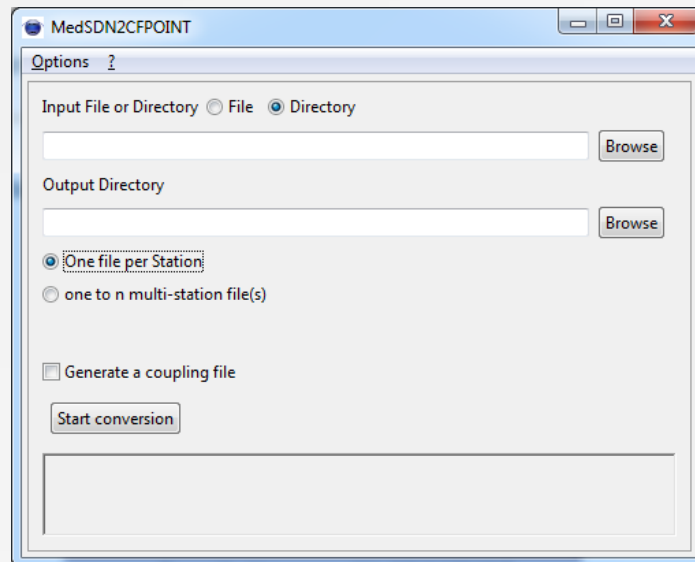 MedSDN2CFPOINT
Options ?
Input File or Directory File Directory
Browse
Output Directory
Browse
One file per Station
one to n multi-station file(s)
Generate a coupling file
Start conversion